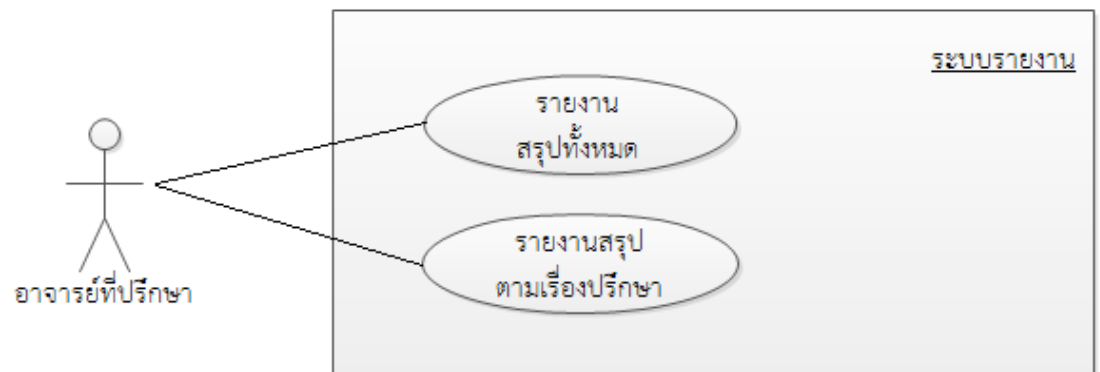 ระบบรายงาน
รายงาน
สรุปทั้งหมด
รายงานสรุป
ตามเรื่องปรึกษา
อาจารย์ที่ปรึกษา